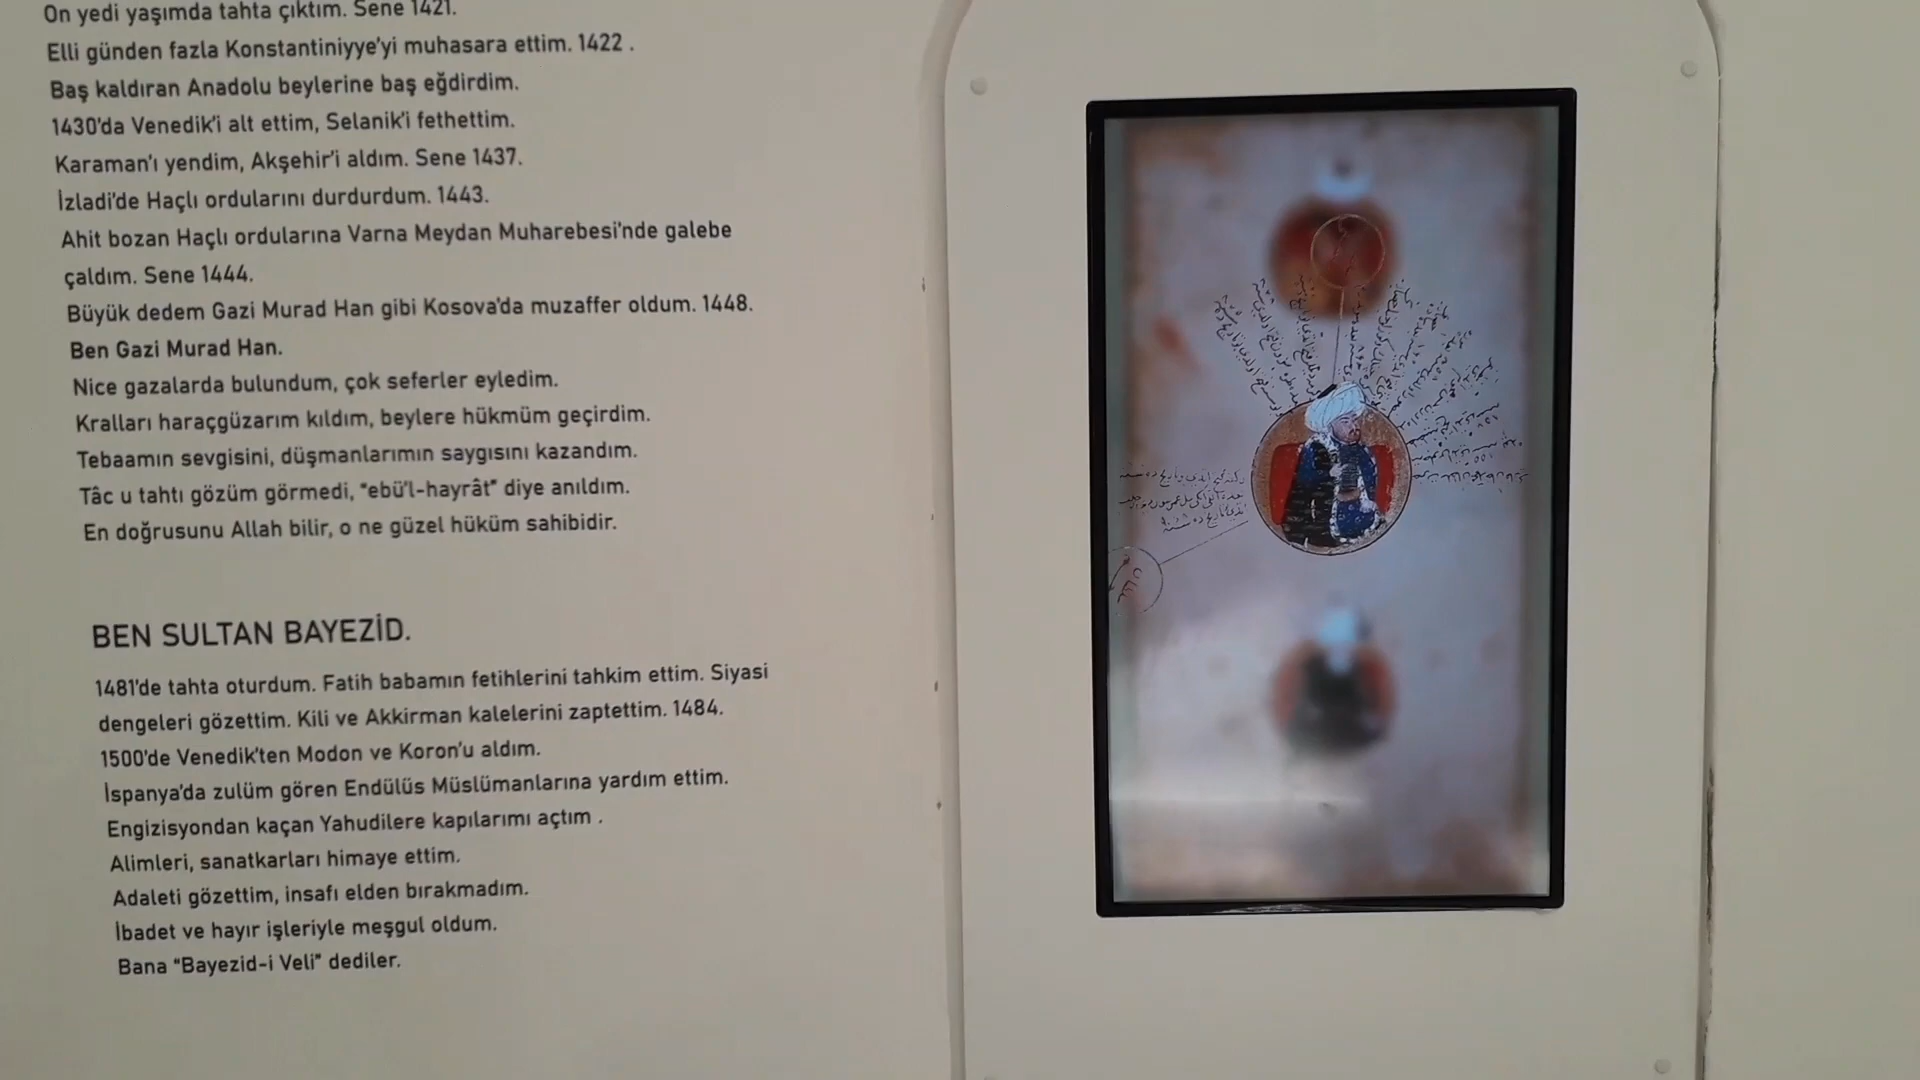 On yedi yaşımda tahta çıktım. Sene 1421.
Elli günden fazla Konstantiniyye'yi muhasara ettim. 1422 .
Baş kaldıran Anadolu beylerine baş eğdirdim.
1430'da Venedik'i alt ettim, Selanik'i fethettim.
Karaman'ı yendim, Akşehir'i aldım. Sene 1437.
İzladi'de Haçlı ordularını durdurdum. 1443.
Ahit bozan Haçlı ordularına Varna Meydan Muharebesi'nde galebe
çaldım. Sene 1444.
Büyük dedem Gazi Murad Han gibi Kosova'da muzaffer oldum. 1448.
Ben Gazi Murad Han.
Nice gazalarda bulundum, çok seferler eyledim.
Kralları haraçgüzarım kıldım, beylere hükmüm geçirdim.
Tebaamın sevgisini, düşmanlarımın saygısını kazandım.
Tâc u tahtı gözüm görmedi, "ebü'l-hayrât" diye anıldım.
En doğrusunu Allah bilir, o ne güzel hüküm sahibidir.
BEN SULTAN BAYEZİD.
1481'de tahta oturdum. Fatih babamın fetihlerini tahkim ettim. Siyasi
dengeleri gözettim. Kili ve Akkirman kalelerini zaptettim. 1484.
1500'de Venedik'ten Modon ve Koron'u aldım.
İspanya'da zulüm gören Endülüs Müslümanlarına yardım ettim.
Engizisyondan kaçan Yahudilere kapılarımı açtım .
Alimleri, sanatkarları himaye ettim.
Adaleti gözettim, insafı elden bırakmadım.
İbadet ve hayır işleriyle meşgul oldum.
Bana "Bayezid-i Veli" dediler.